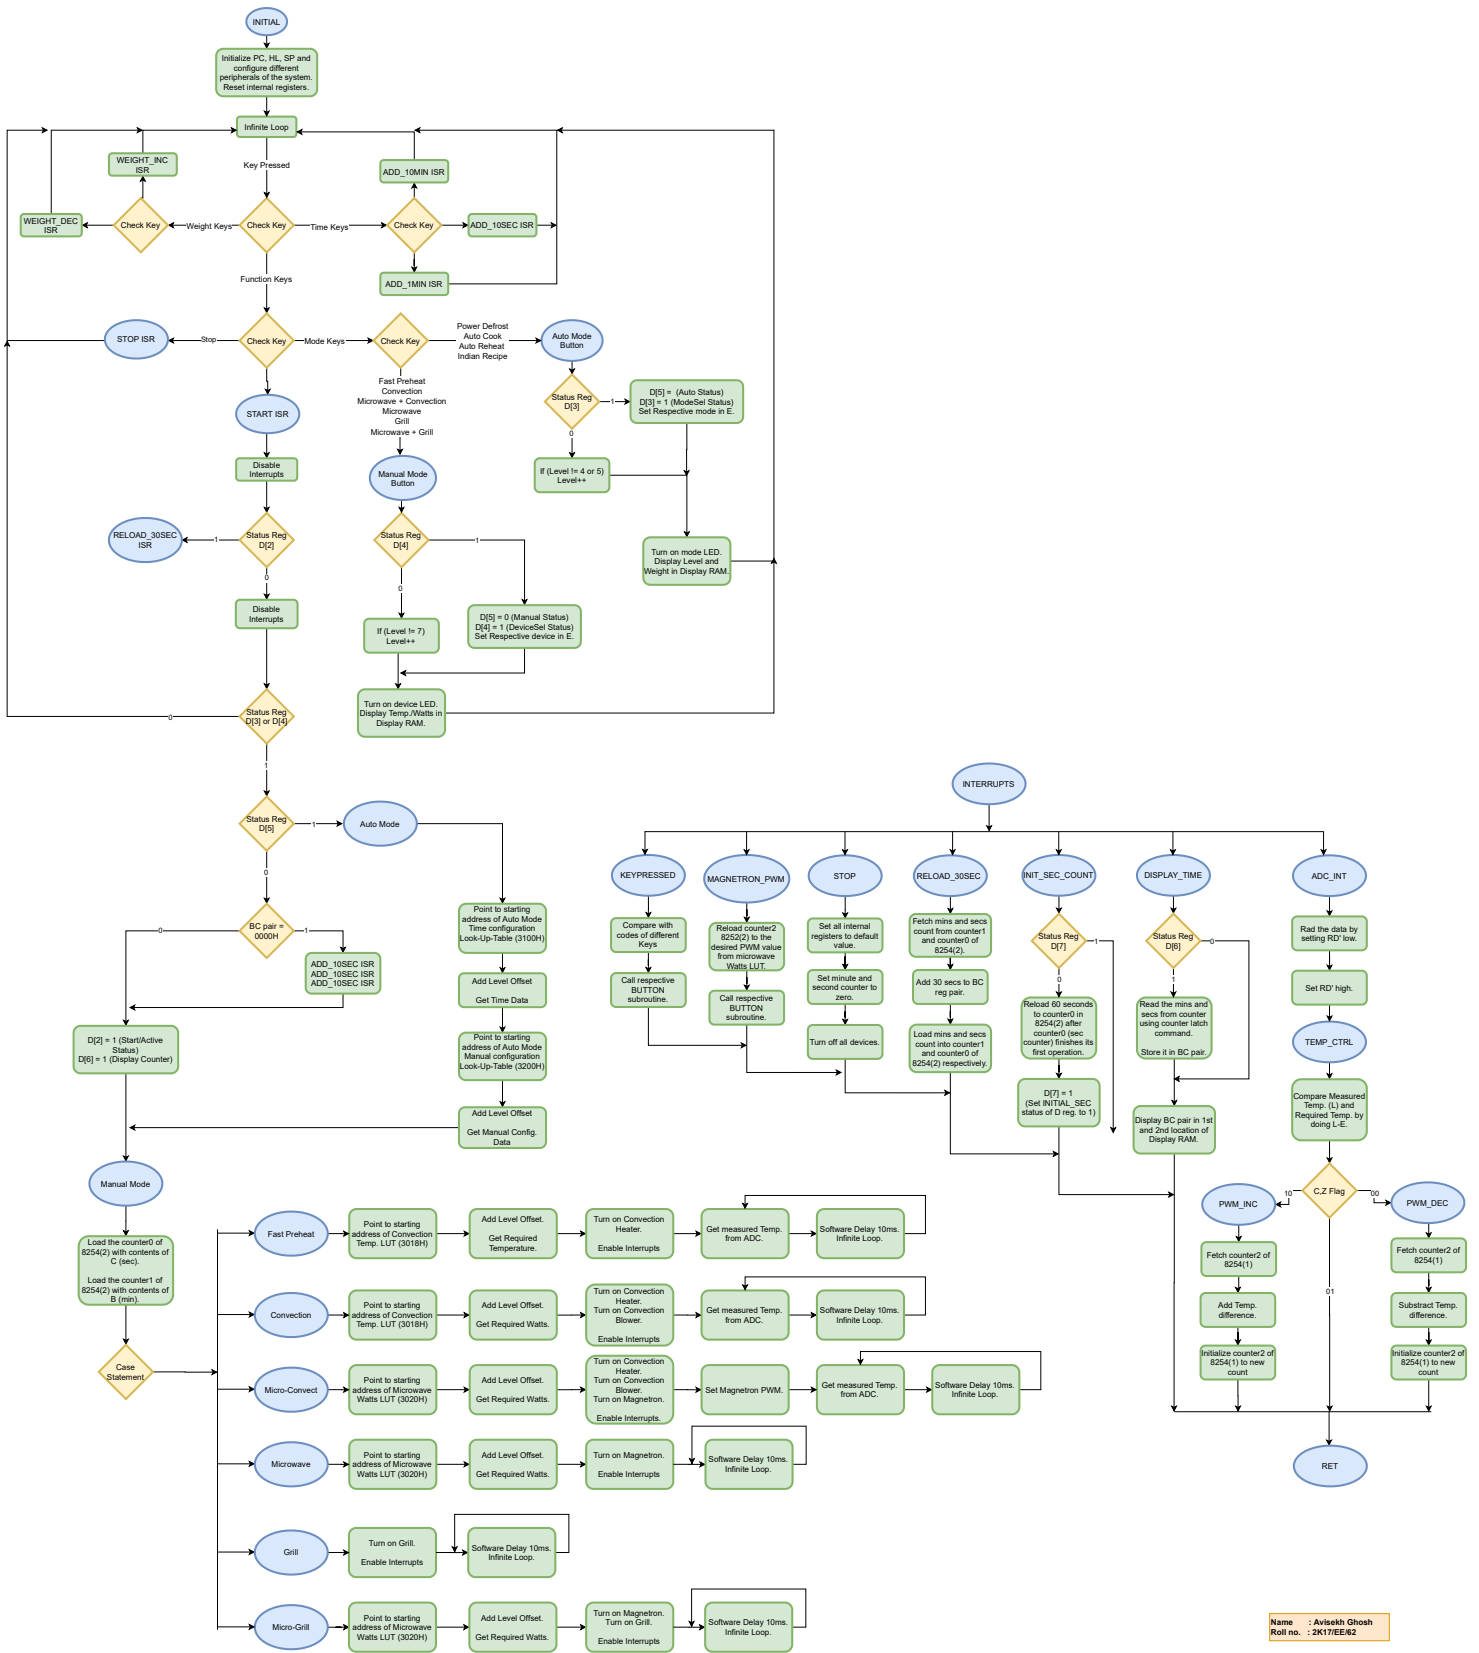 INITIAL
Initialize PC, HL, SP and
configure different
peripherals of the system.
Reset internal registers.
Infinite Loop
Key Pressed
WEIGHT_INC
ISR
ADD_10MIN ISR
WEIGHT_DEC
ISR
Check Key
Weight Keys
Check Key
Time Keys
Check Key
ADD_10SEC ISR
Function Keys
ADD_1MIN ISR
STOP ISR
Stop
Check Key
Mode Keys
Check Key
Power Defrost
Auto Cook
Auto Reheat
Indian Recipe
Auto Mode
Button
Fast Preheat
Convection
Microwave + Convection
Microwave
Grill
Microwave + Grill
Status Reg
D[3]
1
D[5] =  (Auto Status)
D[3] = 1 (ModeSel Status)
Set Respective mode in E.
START ISR
0
Disable
Interrupts
Manual Mode
Button
If (Level != 4 or 5)
Level++
RELOAD_30SEC
ISR
1
Status Reg
D[2]
Status Reg
D[4]
1
Turn on mode LED.
Display Level and
Weight in Display RAM.
0
0
Disable
Interrupts
If (Level != 7)
Level++
D[5] = 0 (Manual Status)
D[4] = 1 (DeviceSel Status)
Set Respective device in E.
0
Status Reg
D[3] or D[4]
Turn on device LED.
Display Temp./Watts in
Display RAM.
1
Status Reg
D[5]
1
Auto Mode
0
0
BC pair =
0000H
1
Point to starting
address of Auto Mode
Time configuration
Look-Up-Table (3100H)
ADD_10SEC ISR
ADD_10SEC ISR
ADD_10SEC ISR
Add Level Offset
Get Time Data
D[2] = 1 (Start/Active
Status)
D[6] = 1 (Display Counter)
Point to starting
address of Auto Mode
Manual configuration
Look-Up-Table (3200H)
Add Level Offset
Get Manual Config.
Data
Manual Mode
Load the counter0 of
8254(2) with contents of
C (sec).
Load the counter1 of
8254(2) with contents of
B (min).
Case
Statement
INTERRUPTS
KEYPRESSED
MAGNETRON_PWM
STOP
RELOAD_30SEC
INIT_SEC_COUNT
DISPLAY_TIME
ADC_INT
Compare with
codes of different
Keys
Call respective
BUTTON
subroutine.
Reload counter2
8252(2) to the
desired PWM value
from microwave
Watts LUT.
Call respective
BUTTON
subroutine.
Set all internal
registers to default
value.
Set minute and
second counter to
zero.
Turn off all devices.
Fetch mins and secs
count from counter1
and counter0 of
8254(2).
Add 30 secs to BC
reg pair.
Load mins and secs
count into counter1
and counter0 of
8254(2) respectively.
Status Reg
D[7]
1
0
Reload 60 seconds
to counter0 in
8254(2) after
counter0 (sec
counter) finishes its
first operation.
D[7] = 1
(Set INITIAL_SEC
status of D reg. to 1)
Status Reg
D[6]
0
1
Read the mins and
secs from counter
using counter latch
command.
Store it in BC pair.
Display BC pair in 1st
and 2nd location of
Display RAM.
Rad the data by
setting RD' low.
Set RD' high.
TEMP_CTRL
Compare Measured
Temp. (L) and
Required Temp. by
doing L-E.
PWM_INC
10
C,Z Flag
00
PWM_DEC
Fetch counter2 of
8254(1)
Add Temp.
difference.
Initialize counter2 of
8254(1) to new
count
01
Fetch counter2 of
8254(1)
Substract Temp.
difference.
Initialize counter2 of
8254(1) to new
count
RET
Fast Preheat
Point to starting
address of Convection
Temp. LUT (3018H)
Add Level Offset.
Get Required
Temperature.
Turn on Convection
Heater.
Enable Interrupts
Get measured Temp.
from ADC.
Software Delay 10ms.
Infinite Loop.
Convection
Point to starting
address of Convection
Temp. LUT (3018H)
Add Level Offset.
Get Required Watts.
Turn on Convection
Heater.
Turn on Convection
Blower.
Enable Interrupts
Get measured Temp.
from ADC.
Software Delay 10ms.
Infinite Loop.
Micro-Convect
Point to starting
address of Microwave
Watts LUT (3020H)
Add Level Offset.
Get Required Watts.
Turn on Convection
Heater.
Turn on Convection
Blower.
Turn on Magnetron.
Enable Interrupts.
Set Magnetron PWM.
Get measured Temp.
from ADC.
Software Delay 10ms.
Infinite Loop.
Microwave
Point to starting
address of Microwave
Watts LUT (3020H)
Add Level Offset.
Get Required Watts.
Turn on Magnetron.
Enable Interrupts
Software Delay 10ms.
Infinite Loop.
Grill
Turn on Grill.
Enable Interrupts
Software Delay 10ms.
Infinite Loop.
Micro-Grill
Point to starting
address of Microwave
Watts LUT (3020H)
Add Level Offset.
Get Required Watts.
Turn on Magnetron.
Turn on Grill.
Enable Interrupts
Software Delay 10ms.
Infinite Loop.
Name : Avisekh Ghosh
Roll no. : 2K17/EE/62